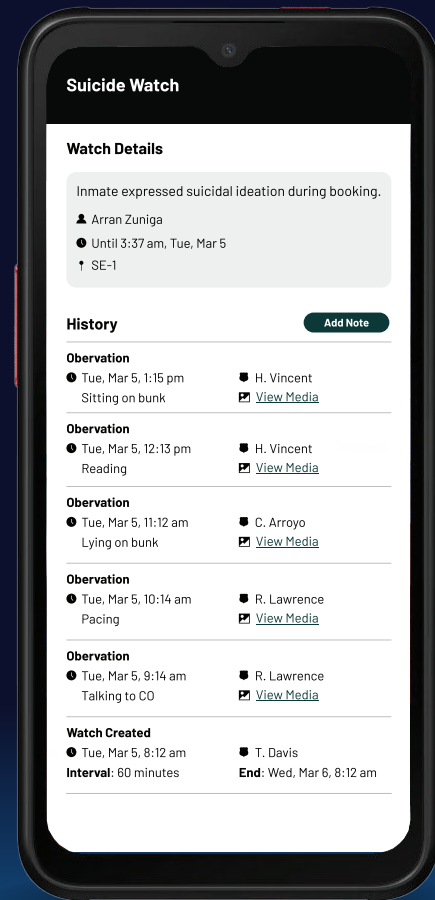 Suicide Watch
Watch Details
Inmate expressed suicidal ideation during booking.
Arran Zuniga
Until 3:37 am, Tue, Mar 5
SE-1
History
Add Note
Obervation
Tue, Mar 5, 1:15 pm H. Vincent
Sitting on bunk View Media
Obervation
Tue, Mar 5, 12:13 pm H. Vincent
Reading View Media
Obervation
Tue, Mar 5, 11:12 am C. Arroyo
Lying on bunk View Media
Obervation
Tue, Mar 5, 10:14 am R. Lawrence
Pacing View Media
Obervation
Tue, Mar 5, 9:14 am R. Lawrence
Talking to CO View Media
Watch Created
Tue, Mar 5, 8:12 am T. Davis
Interval: 60 minutes End: Wed, Mar 6, 8:12 am